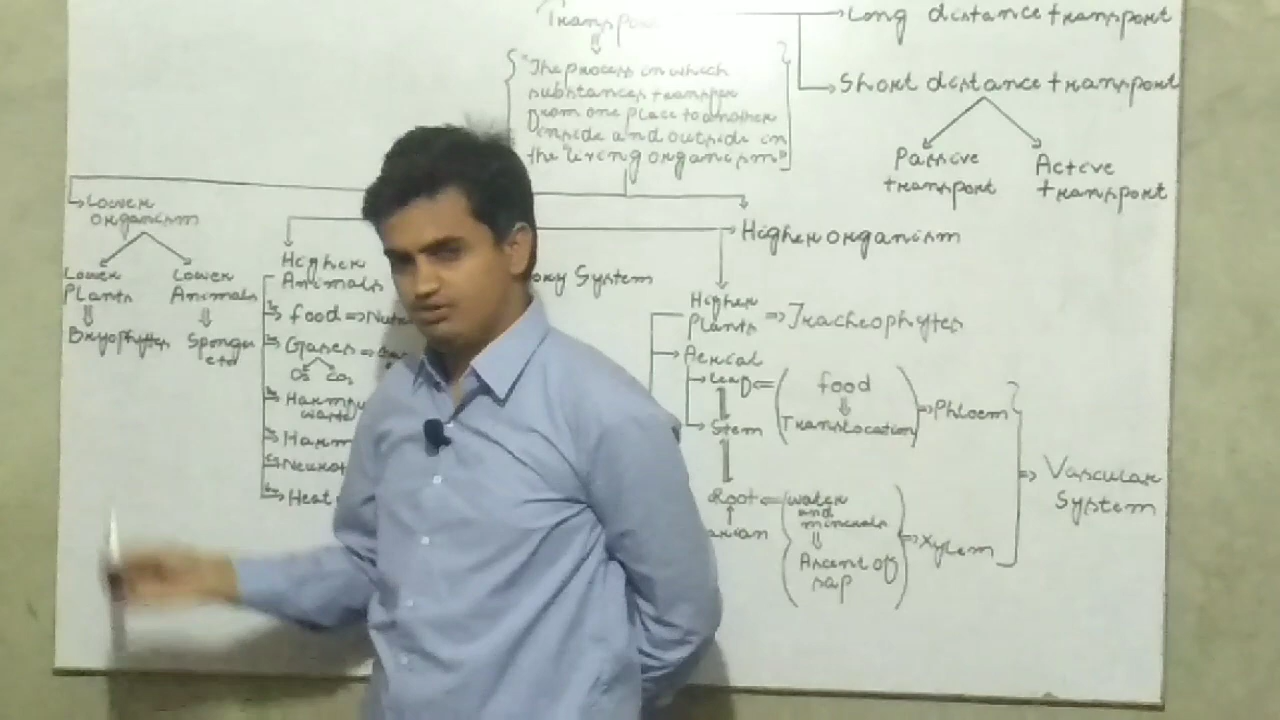 Long distance transport
Short distance transport
Passive
transport
Active
transport
"The process in which
substances transfer
from one place to another
inside and outside in
the living organism"
Lower
organism
Lower
Plants
Bryophytes
Lower
Animals
Higher organism
Higher
Animals
System
food
Gases
O₂ CO₂
waste
Heat
Higher
Plants
Tracheophytes
Aerial
Leaf
Stem
Root
food
Translocation
Phloem
water
and
minerals
Ascent of
sap
Xylem
Vascular
System